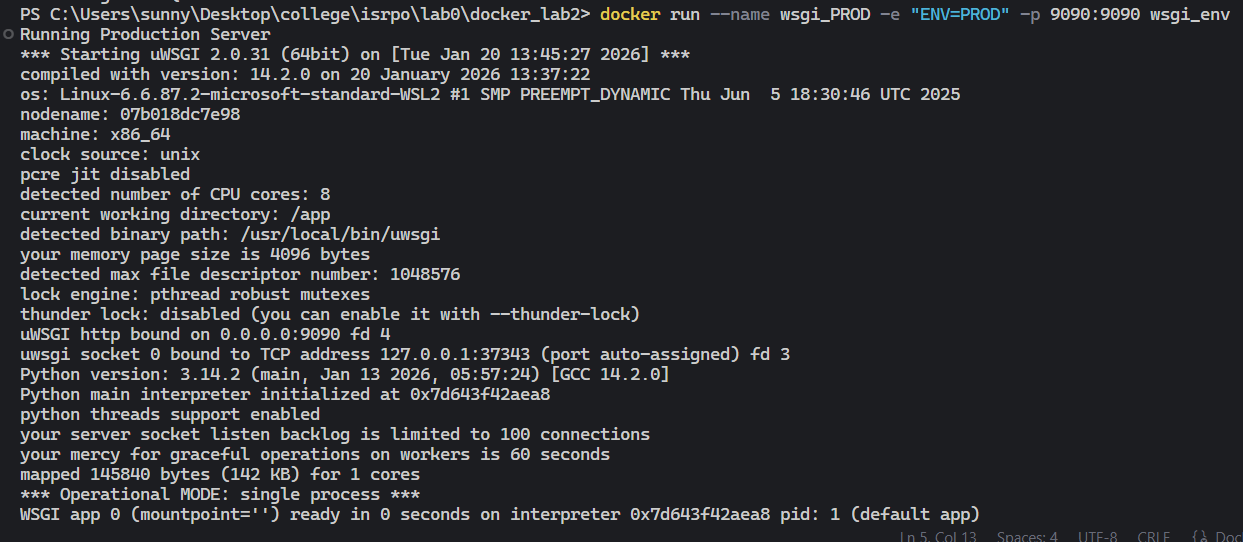 PS C:\Users\sunny\Desktop\college\isrpo\lab0\docker_lab2> docker run --name wsgi_PROD -e "ENV=PROD" -p 9090:9090 wsgi_env
Running Production Server
*** Starting uWSGI 2.0.31 (64bit) on [Tue Jan 20 13:45:27 2026] ***
compiled with version: 14.2.0 on 20 January 2026 13:37:22
os: Linux-6.6.87.2-microsoft-standard-WSL2 #1 SMP PREEMPT_DYNAMIC Thu Jun  5 18:30:46 UTC 2025
nodename: 07b018dc7e98
machine: x86_64
clock source: unix
pcre jit disabled
detected number of CPU cores: 8
current working directory: /app
detected binary path: /usr/local/bin/uwsgi
your memory page size is 4096 bytes
detected max file descriptor number: 1048576
lock engine: pthread robust mutexes
thunder lock: disabled (you can enable it with --thunder-lock)
uWSGI http bound on 0.0.0.0:9090 fd 4
uwsgi socket 0 bound to TCP address 127.0.0.1:37343 (port auto-assigned) fd 3
Python version: 3.14.2 (main, Jan 13 2026, 05:57:24) [GCC 14.2.0]
Python main interpreter initialized at 0x7d643f42aea8
python threads support enabled
your server socket listen backlog is limited to 100 connections
your mercy for graceful operations on workers is 60 seconds
mapped 145840 bytes (142 KB) for 1 cores
*** Operational MODE: single process ***
WSGI app 0 (mountpoint='') ready in 0 seconds on interpreter 0x7d643f42aea8 pid: 1 (default app)
Ln 5, Col 13 Spaces: 4 UTF-8 CRLF